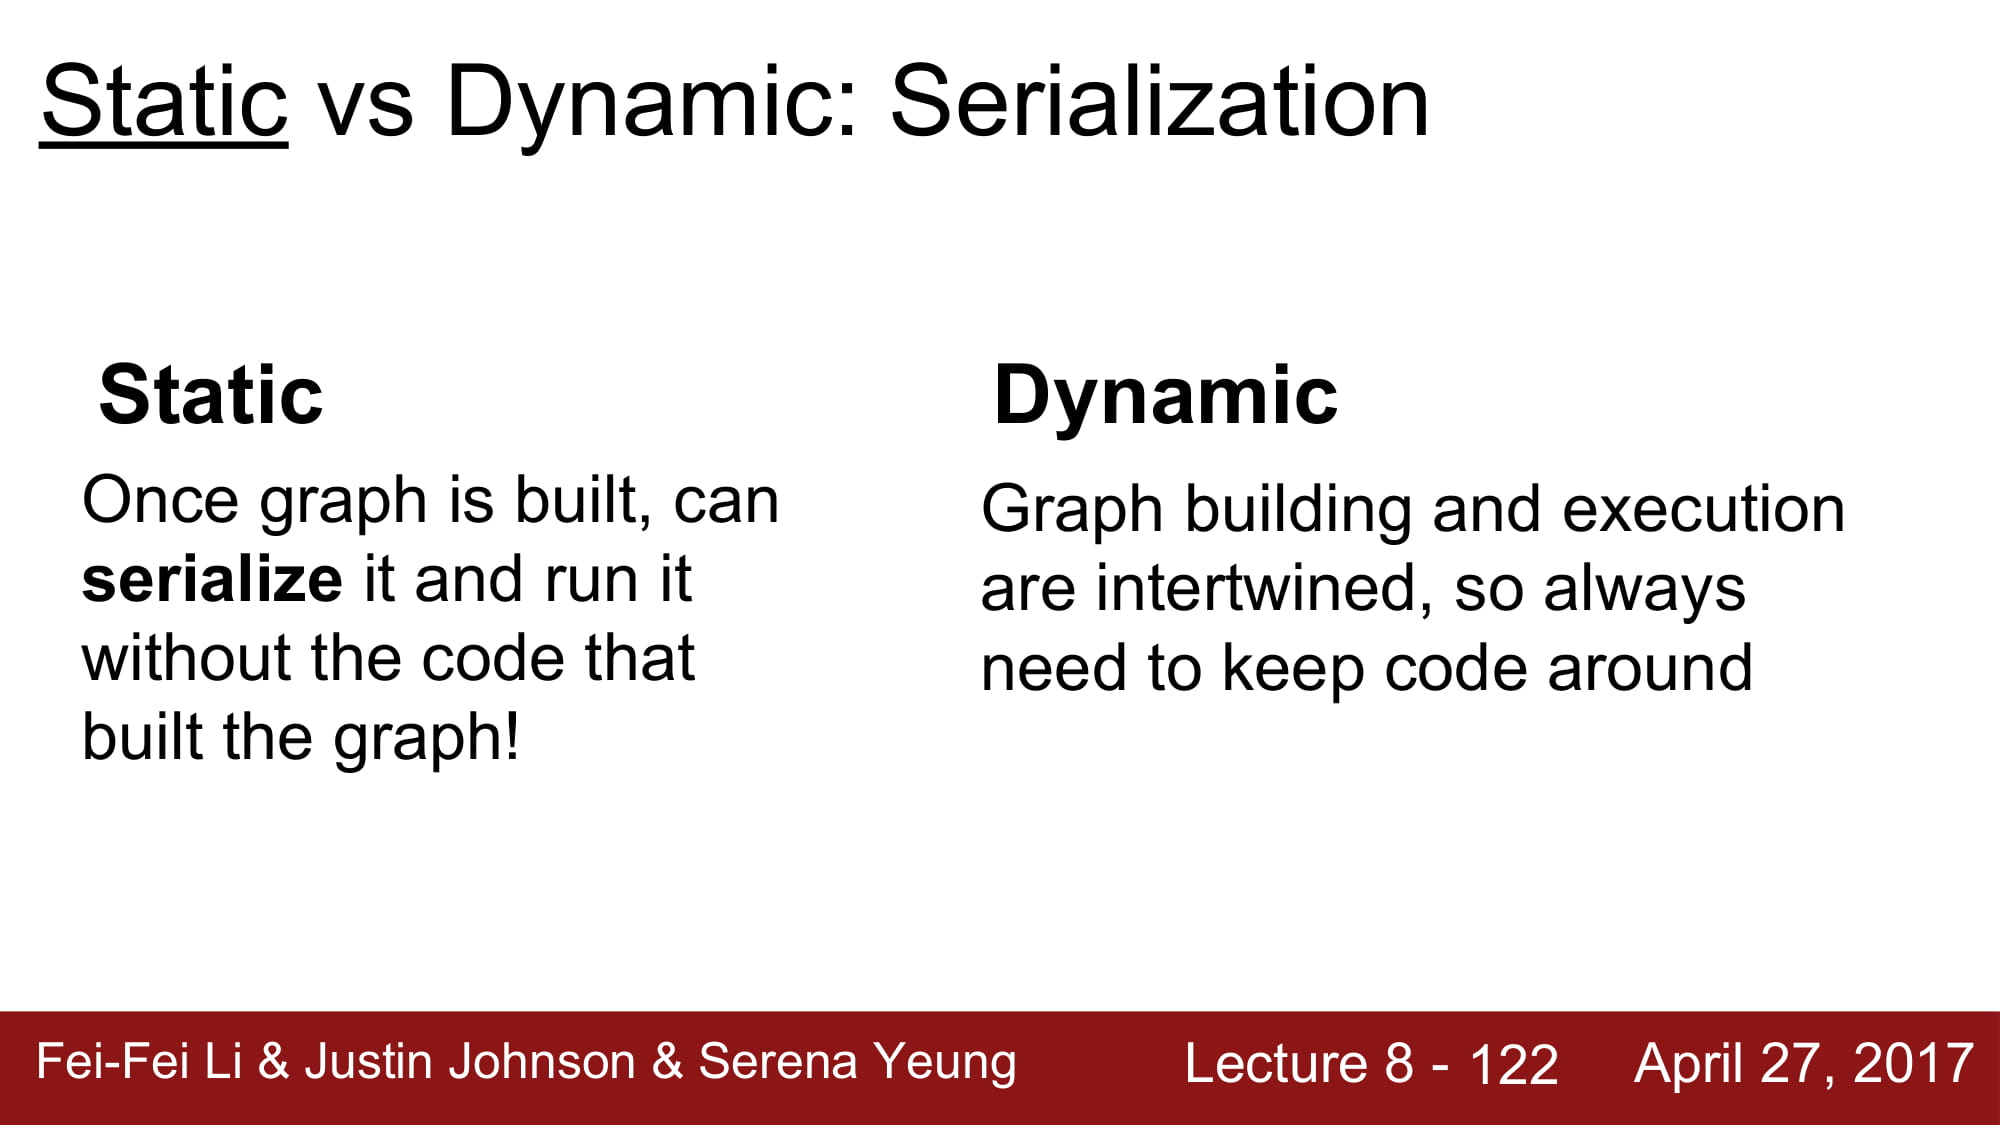 Static vs Dynamic: Serialization
Static
Once graph is built, can
serialize it and run it
without the code that
built the graph!
Dynamic
Graph building and execution
are intertwined, so always
need to keep code around
Fei-Fei Li & Justin Johnson & Serena Yeung
Lecture 8 - 122
April 27, 2017